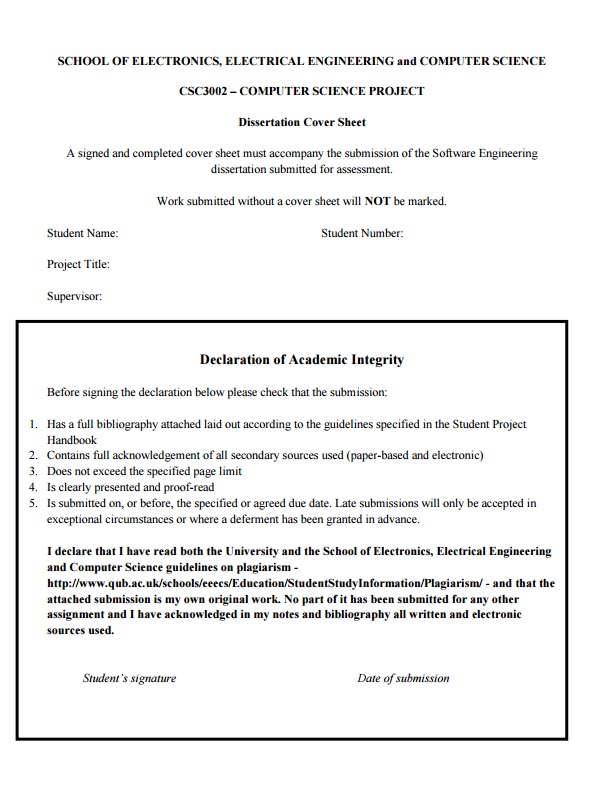 SCHOOL OF ELECTRONICS, ELECTRICAL ENGINEERING and COMPUTER SCIENCE
CSC3002 – COMPUTER SCIENCE PROJECT
Dissertation Cover Sheet
A signed and completed cover sheet must accompany the submission of the Software Engineering
dissertation submitted for assessment.
Work submitted without a cover sheet will NOT be marked.
Student Name: Student Number:
Project Title:
Supervisor:
Declaration of Academic Integrity
Before signing the declaration below please check that the submission:
1. Has a full bibliography attached laid out according to the guidelines specified in the Student Project
Handbook
2. Contains full acknowledgement of all secondary sources used (paper-based and electronic)
3. Does not exceed the specified page limit
4. Is clearly presented and proof-read
5. Is submitted on, or before, the specified or agreed due date. Late submissions will only be accepted in
exceptional circumstances or where a deferment has been granted in advance.
I declare that I have read both the University and the School of Electronics, Electrical Engineering
and Computer Science guidelines on plagiarism -
http://www.qub.ac.uk/schools/eeecs/Education/StudentStudyInformation/Plagiarism/ - and that the
attached submission is my own original work. No part of it has been submitted for any other
assignment and I have acknowledged in my notes and bibliography all written and electronic
sources used.
Student’s signature Date of submission